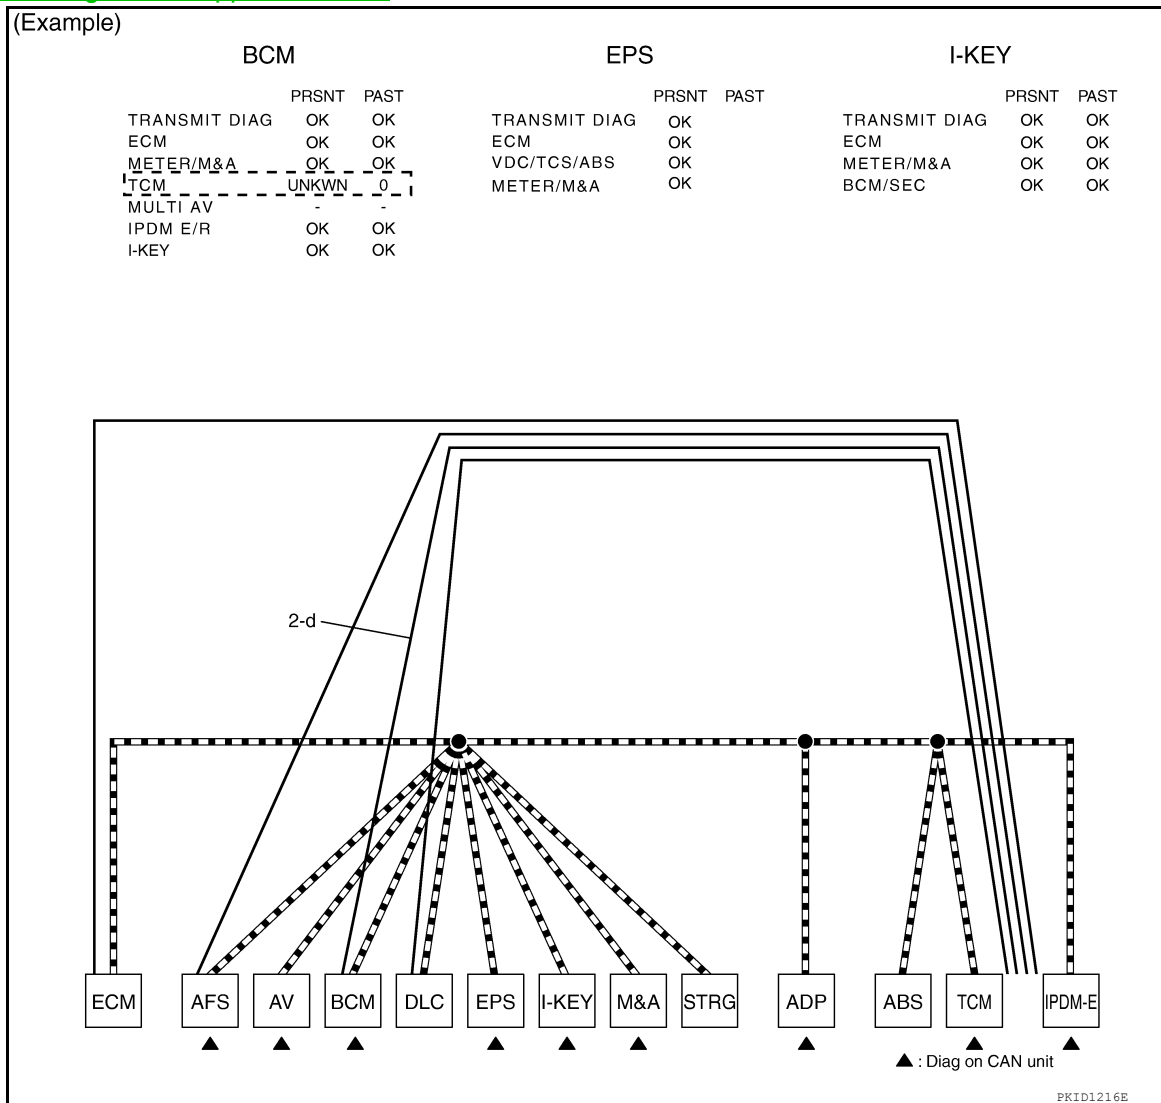 (Example)
BCM
PRSNT PAST
TRANSMIT DIAG OK OK
ECM OK OK
METER/M&A OK OK
TCM UNKWN 0
MULTI AV - -
IPDM E/R OK OK
I-KEY OK OK
EPS
PRSNT PAST
TRANSMIT DIAG OK
ECM OK
VDC/TCS/ABS OK
METER/M&A OK
I-KEY
PRSNT PAST
TRANSMIT DIAG OK OK
ECM OK OK
METER/M&A OK OK
BCM/SEC OK OK
2-d
ECM AFS AV BCM DLC EPS I-KEY M&A STRG ADP ABS TCM IPDM-E
▲ : Diag on CAN unit
PKID1216E